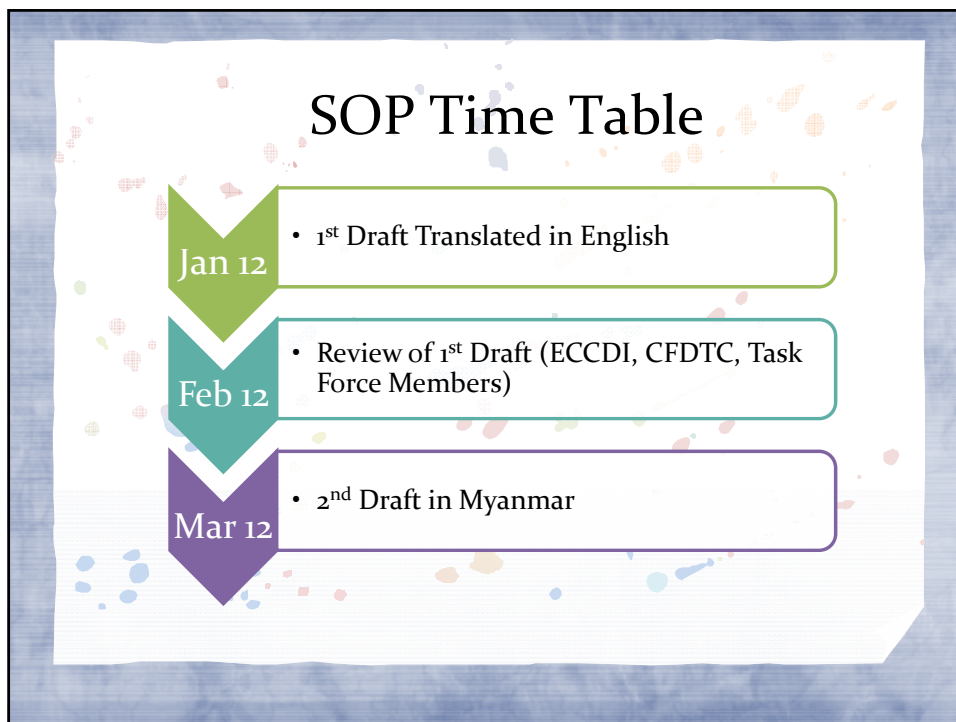 SOP Time Table
Jan 12
• 1st Draft Translated in English
Feb 12
• Review of 1st Draft (ECCDI, CFDTC, Task
Force Members)
Mar 12
• 2nd Draft in Myanmar